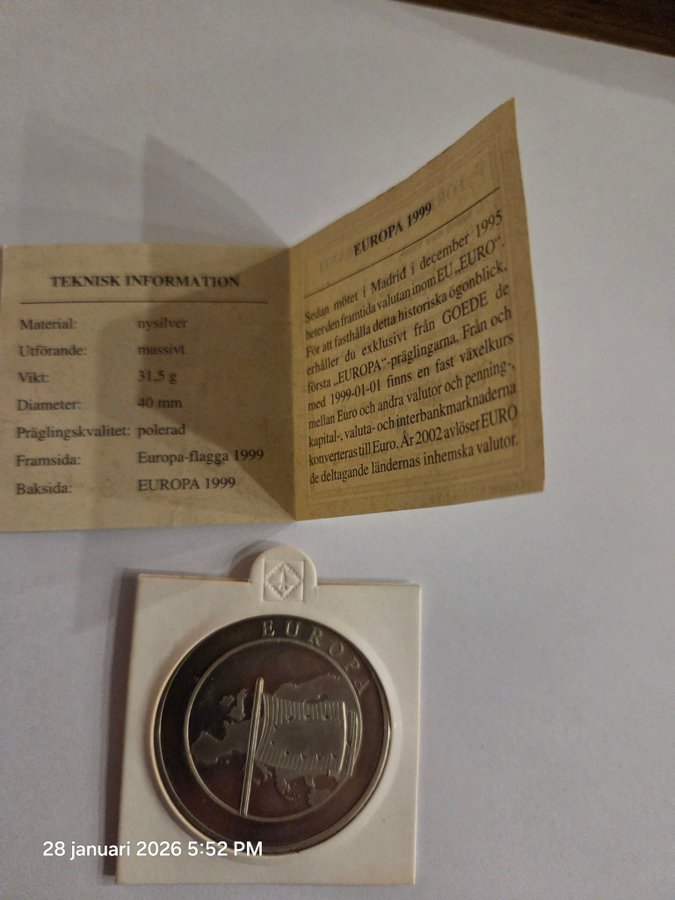 TEKNISK INFORMATION
Material: nysilver
Utförande: massivt
Vikt: 31,5 g
Diameter: 40 mm
Präglingskvalitet: polerad
Framsida: Europa-flagga 1999
Baksida: EUROPA 1999
EUROPA 1999
Sedan mötet i Madrid i december 1995
heter den framtida valutan inom EU „EURO“.
För att fasthålla detta historiska ögonblick,
erhåller du exklusivt från GOEDE de
första „EUROPA“-präglingarna. Från och
med 1999-01-01 finns en fast växelkurs
mellan Euro och andra valutor och penning-,
kapital-, valuta- och interbankmarknaderna
konverteras till Euro. År 2002 avlöser EURO
de deltagande ländernas inhemska valutor.
EUROPA
28 januari 2026 5:52 PM